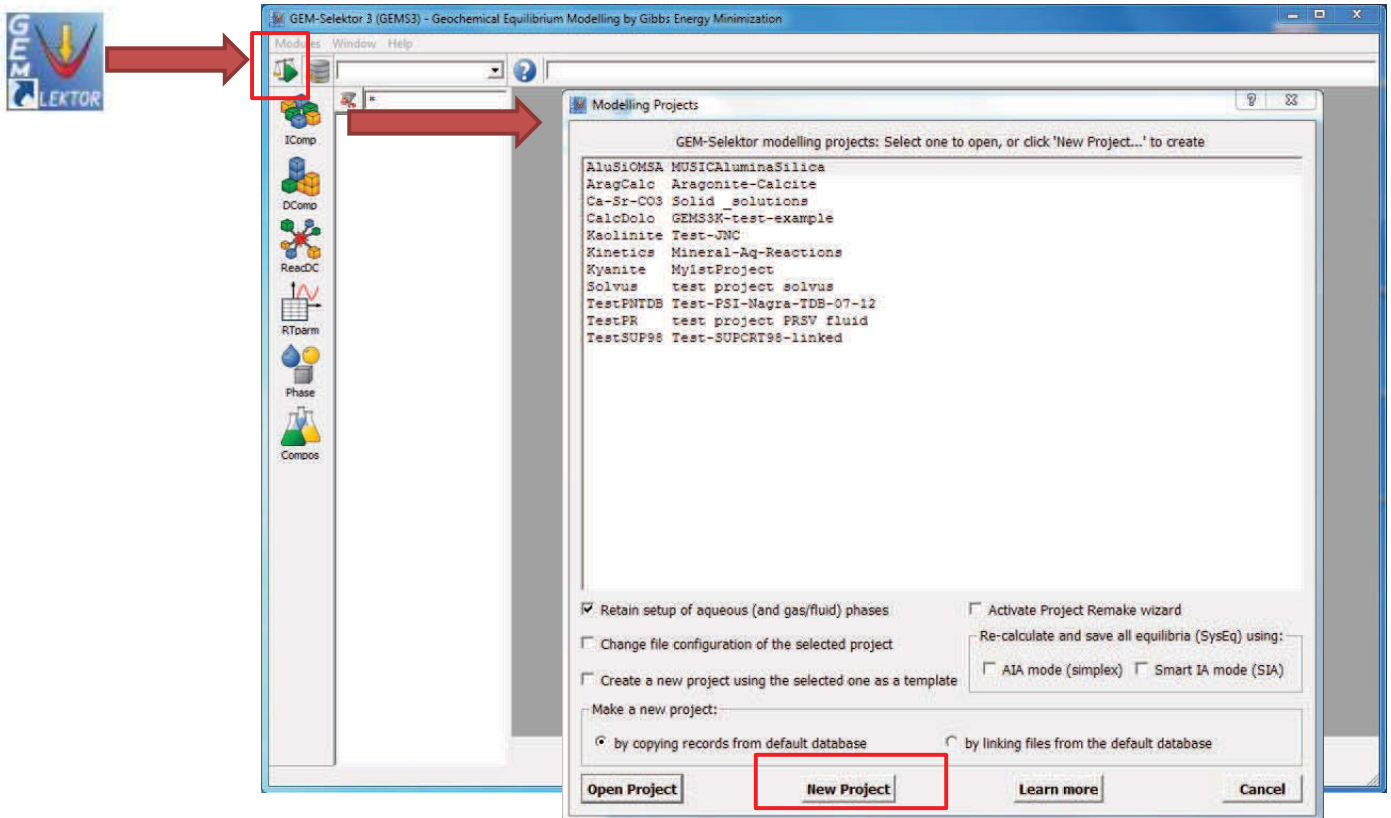 GEM
LEKTOR
GEM-Selektor 3 (GEMS3) - Geochemical Equilibrium Modelling by Gibbs Energy Minimization
Modules Window Help
*
IComp
DComp
ReacDC
RTparm
Phase
Compos
Modelling Projects
GEM-Selektor modelling projects: Select one to open, or click 'New Project...' to create
AluSiOMSA MUSICAluminaSilica
AragCalc Aragonite-Calcite
Ca-Sr-CO3 Solid _solutions
CalcDolo GEMS3K-test-example
Kaolinite Test-JNC
Kinetics Mineral-Aq-Reactions
Kyanite My1stProject
Solvus test project solvus
TestPNTDB Test-PSI-Nagra-TDB-07-12
TestPR test project PRSV fluid
TestSUP98 Test-SUPCRT98-linked
Retain setup of aqueous (and gas/fluid) phases
Activate Project Remake wizard
Change file configuration of the selected project
Re-calculate and save all equilibria (SysEq) using:
Create a new project using the selected one as a template
AIA mode (simplex) Smart IA mode (SIA)
Make a new project:
by copying records from default database
by linking files from the default database
Open Project
New Project
Learn more
Cancel